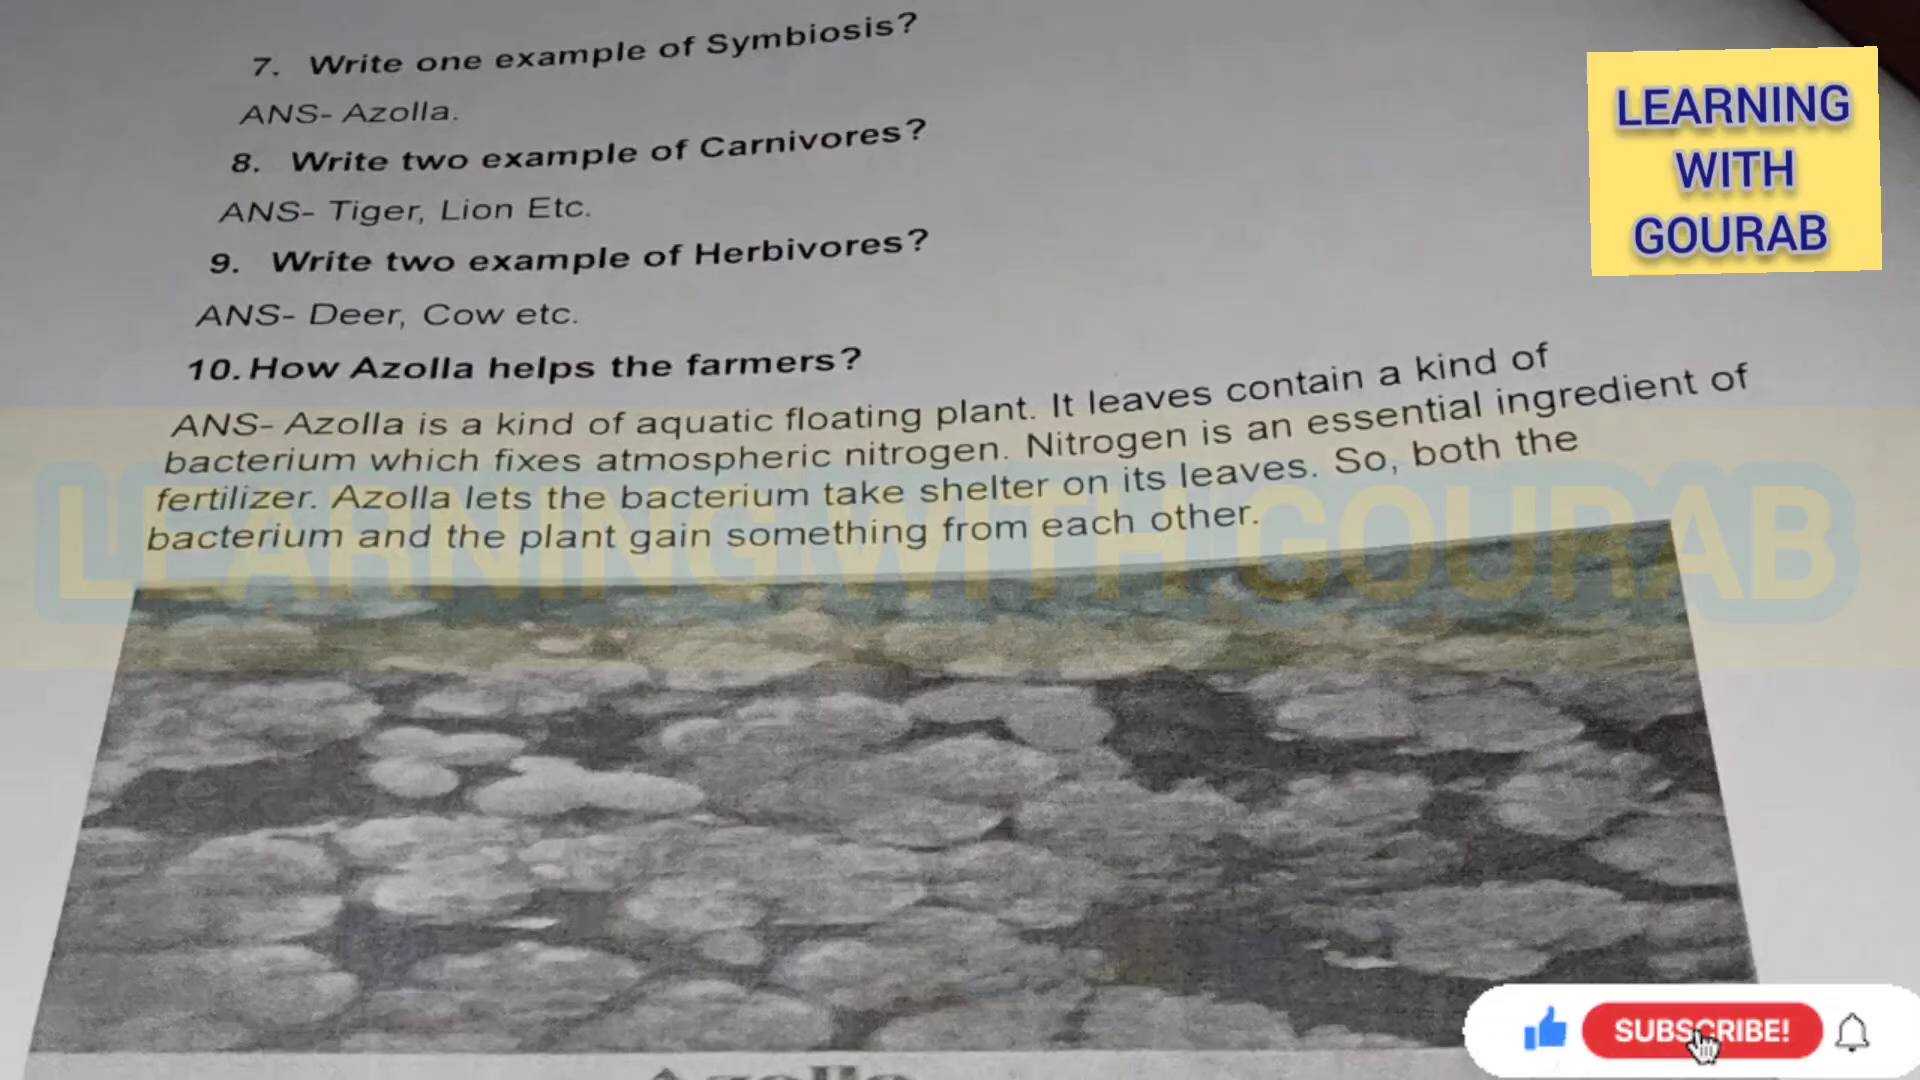 7. Write one example of Symbiosis?
ANS- Azolla.
8. Write two example of Carnivores?
ANS- Tiger, Lion Etc.
9. Write two example of Herbivores?
ANS- Deer, Cow etc.
10. How Azolla helps the farmers?
ANS- Azolla is a kind of aquatic floating plant. It leaves contain a kind of
bacterium which fixes atmospheric nitrogen. Nitrogen is an essential ingredient of
fertilizer. Azolla lets the bacterium take shelter on its leaves. So, both the
bacterium and the plant gain something from each other.
LEARNING WITH GOURAB
Azolla
LEARNING
WITH
GOURAB
SUBSCRIBE!